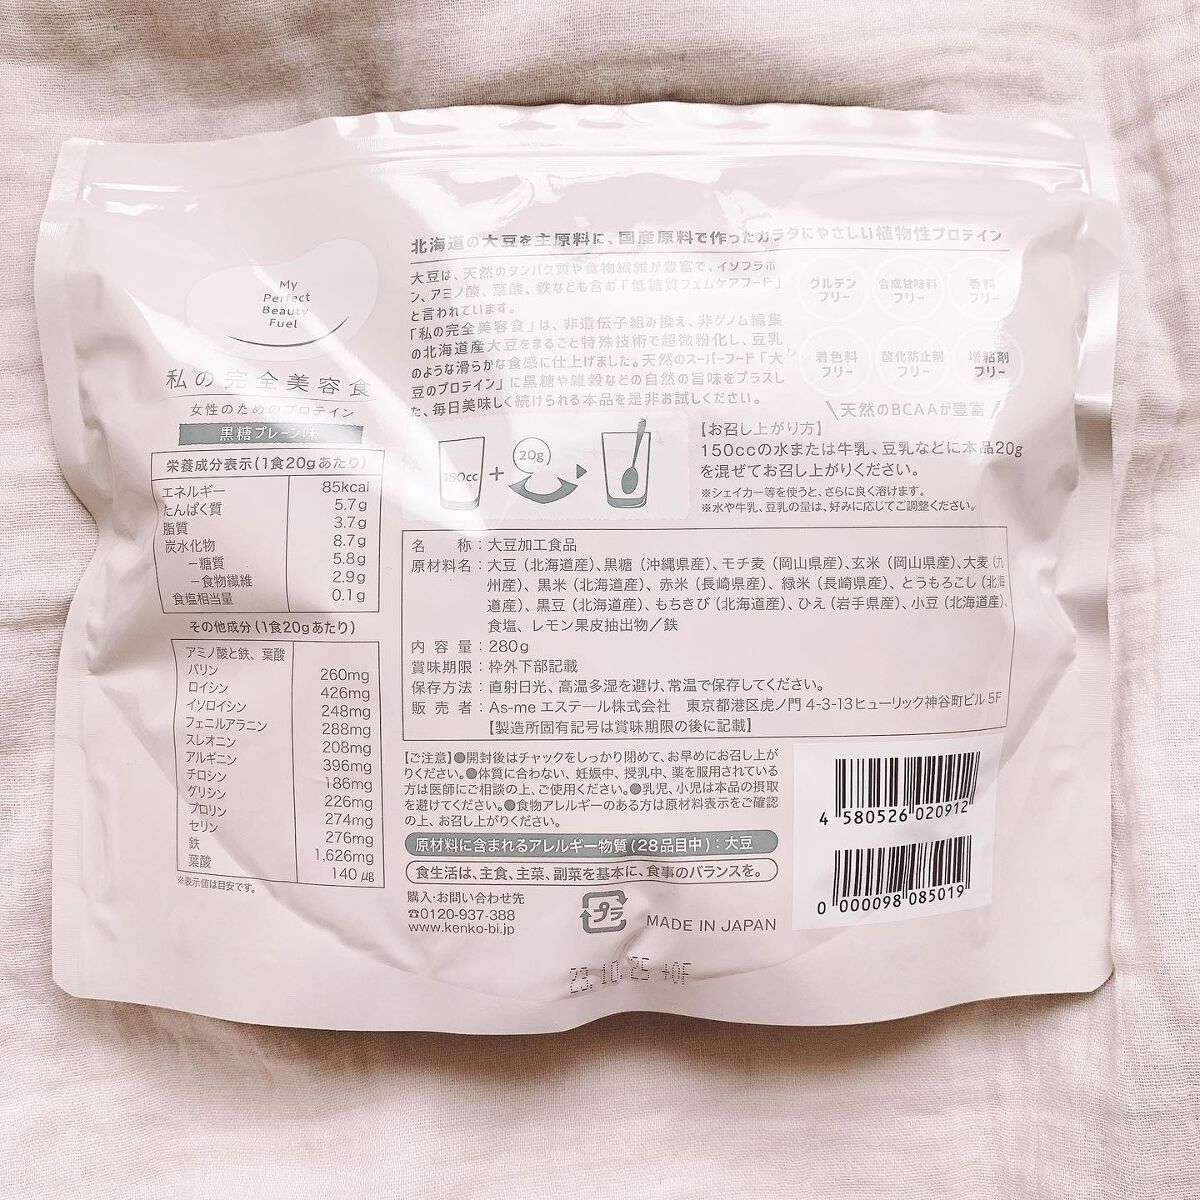 My
Perfect
Beauty
Fuel
私の完全美容食
女性のためのプロテイン
黒糖プレーン味
栄養成分表示(1食20gあたり)
エネルギー 85kcal
たんぱく質 5.7g
脂質 3.7g
炭水化物 8.7g
－糖質 5.8g
－食物繊維 2.9g
食塩相当量 0.1g
その他成分(1食20gあたり)
アミノ酸と鉄、葉酸
バリン 260mg
ロイシン 426mg
イソロイシン 248mg
フェニルアラニン 288mg
スレオニン 208mg
アルギニン 396mg
チロシン 186mg
グリシン 226mg
プロリン 274mg
セリン 276mg
鉄 1,626mg
葉酸 140㎍
※表示値は目安です。
北海道の大豆を主原料に、国産原料で作ったカラダにやさしい植物性プロテイン
大豆は、天然のタンパク質や食物繊維が豊富で、イソフラボ
ン、アミノ酸、葉酸、鉄なども含む「低糖質フェムケアフード」
と言われています。
「私の完全美容食」は、非遺伝子組み換え、非ゲノム編集
の北海道産大豆をまるごと特殊技術で超微粉化し、豆乳
のような滑らかな食感に仕上げました。天然のスーパーフード「大
豆のプロテイン」に黒糖や雑穀などの自然の旨味をプラスし
た、毎日美味しく続けられる本品を是非お試しください。
グルテン
フリー
合成甘味料
フリー
香料
フリー
着色料
フリー
酸化防止剤
フリー
増粘剤
フリー
\天然のBCAAが豊富/
150cc + 20g
【お召し上がり方】
150ccの水または牛乳、豆乳などに本品20g
を混ぜてお召し上がりください。
※シェイカー等を使うと、さらに良く溶けます。
※水や牛乳、豆乳の量は、好みに応じてご調整ください。
名称：大豆加工食品
原材料名：大豆（北海道産）、黒糖（沖縄県産）、モチ麦（岡山県産）、玄米（岡山県産）、大麦（九
州産）、黒米（北海道産）、赤米（長崎県産）、緑米（長崎県産）、とうもろこし（北海
道産）、黒豆（北海道産）、もちきび（北海道産）、ひえ（岩手県産）、小豆（北海道産）、
食塩、レモン果皮抽出物／鉄
内容量：280g
賞味期限：枠外下部記載
保存方法：直射日光、高温多湿を避け、常温で保存してください。
販売者：As-meエステール株式会社 東京都港区虎ノ門4-3-13ヒューリック神谷町ビル5F
【製造所固有記号は賞味期限の後に記載】
【ご注意】●開封後はチャックをしっかり閉めて、お早めにお召し上が
りください。●体質に合わない、妊娠中、授乳中、薬を服用されている
方は医師にご相談の上、ご使用ください。●乳児、小児は本品の摂取
を避けてください。●食物アレルギーのある方は原材料表示をご確認
の上、お召し上がりください。
原材料に含まれるアレルギー物質(28品目中)：大豆
食生活は、主食、主菜、副菜を基本に、食事のバランスを。
購入・お問い合わせ先
☎0120-937-388
www.kenko-bi.jp
プラ
MADE IN JAPAN
4 580526 020912
0 000098 085019
23.10.25 +0F